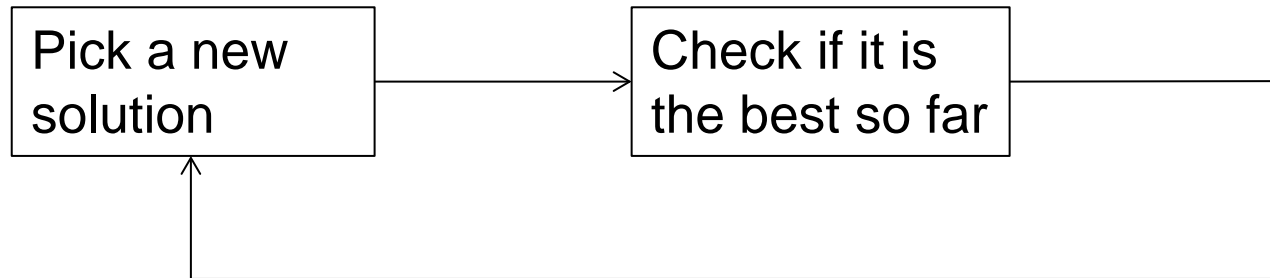 Pick a new
solution
Check if it is
the best so far